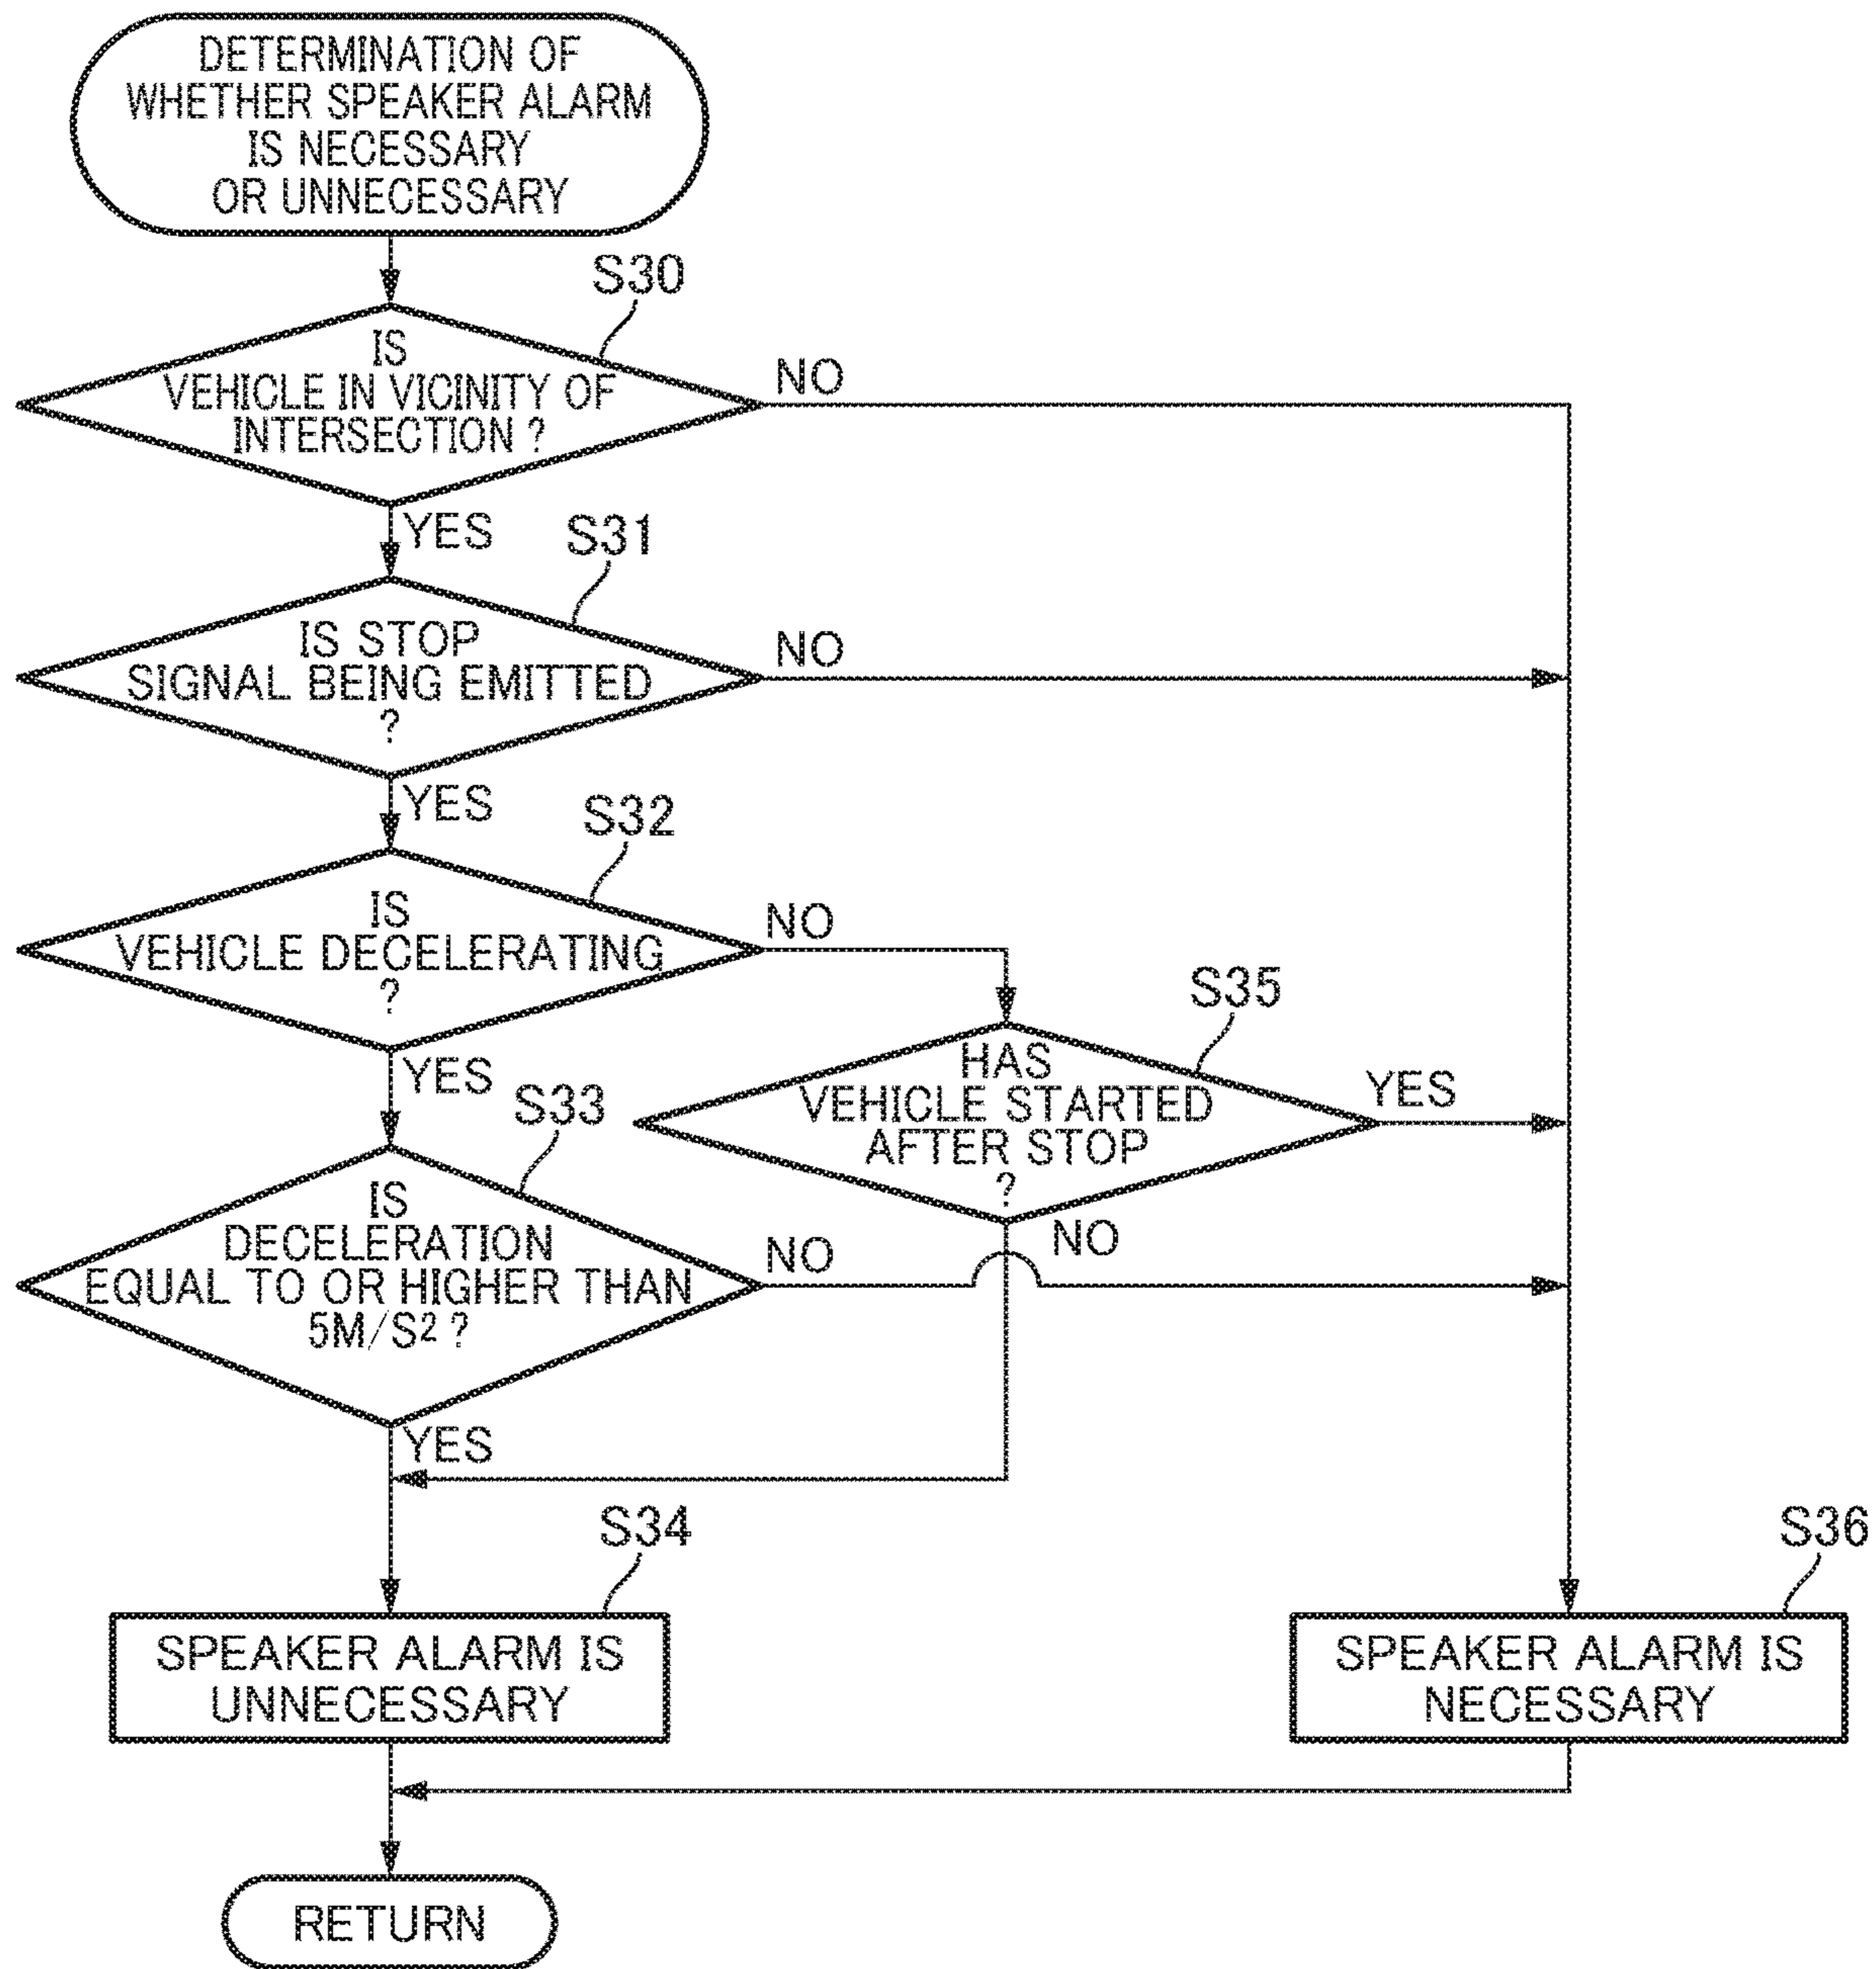 DETERMINATION OF
WHETHER SPEAKER ALARM
IS NECESSARY
OR UNNECESSARY
S30
IS
VEHICLE IN VICINITY OF
INTERSECTION ?
NO
YES
S31
IS STOP
SIGNAL BEING EMITTED
?
NO
YES
S32
IS
VEHICLE DECELERATING
?
NO
YES
S35
HAS
VEHICLE STARTED
AFTER STOP
?
YES
NO
S33
IS
DECELERATION
EQUAL TO OR HIGHER THAN
5M/S² ?
NO
YES
S34
SPEAKER ALARM IS
UNNECESSARY
S36
SPEAKER ALARM IS
NECESSARY
RETURN